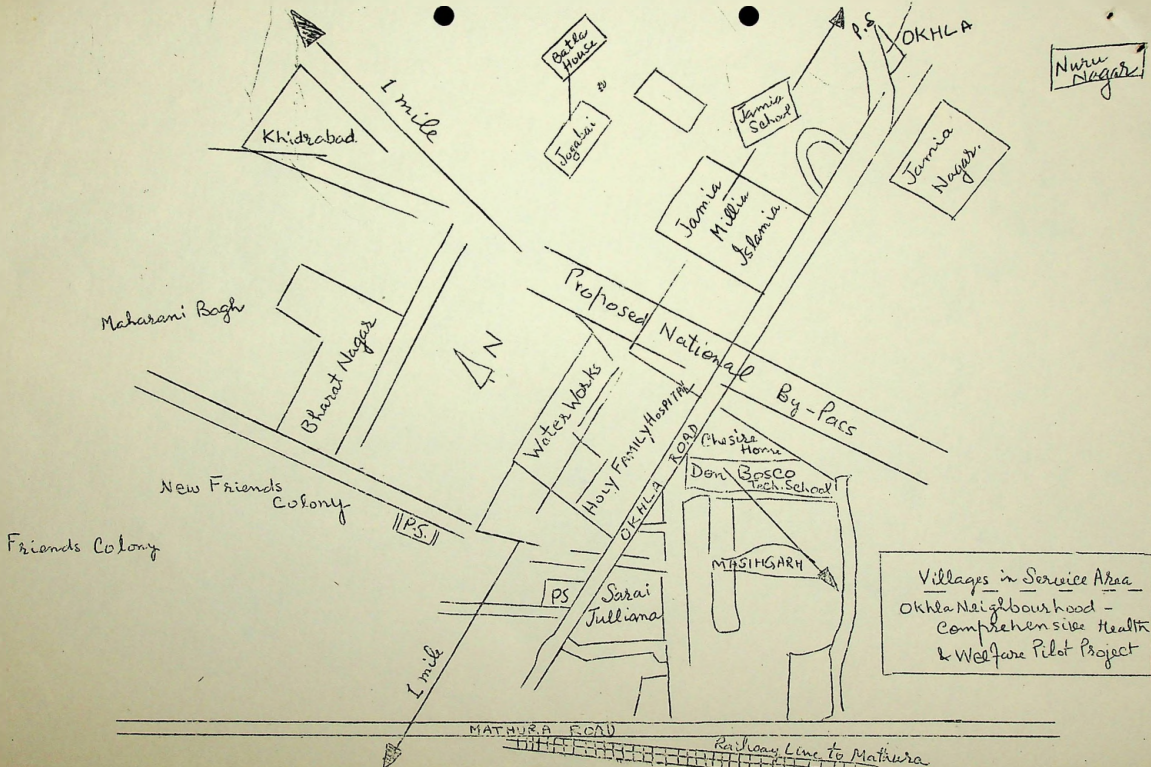 P.S
OKHLA
Batla
House
Nuru
Nagar
1 mile
Jamia
School
Khidrabad
Jogabai
Jamia
Nagar.
Jamia
Millia
Islamia
Proposed National By-Pacs
Maharani Bagh
N
Bharat Nagar
Water Works
HOLY FAMILY HOSPITAL
OKHLA ROAD
Chesire
Home
Don Bosco
Tech. School
New Friends
Colony
P.S.
Friends Colony
MASIHGARH
PS
Sarai
Julliana
Villages in Service Area
Okhla Neighbourhood -
Comprehensive Health
& Welfare Pilot Project
1 mile
MATHURA ROAD
Railway Line to Mathura